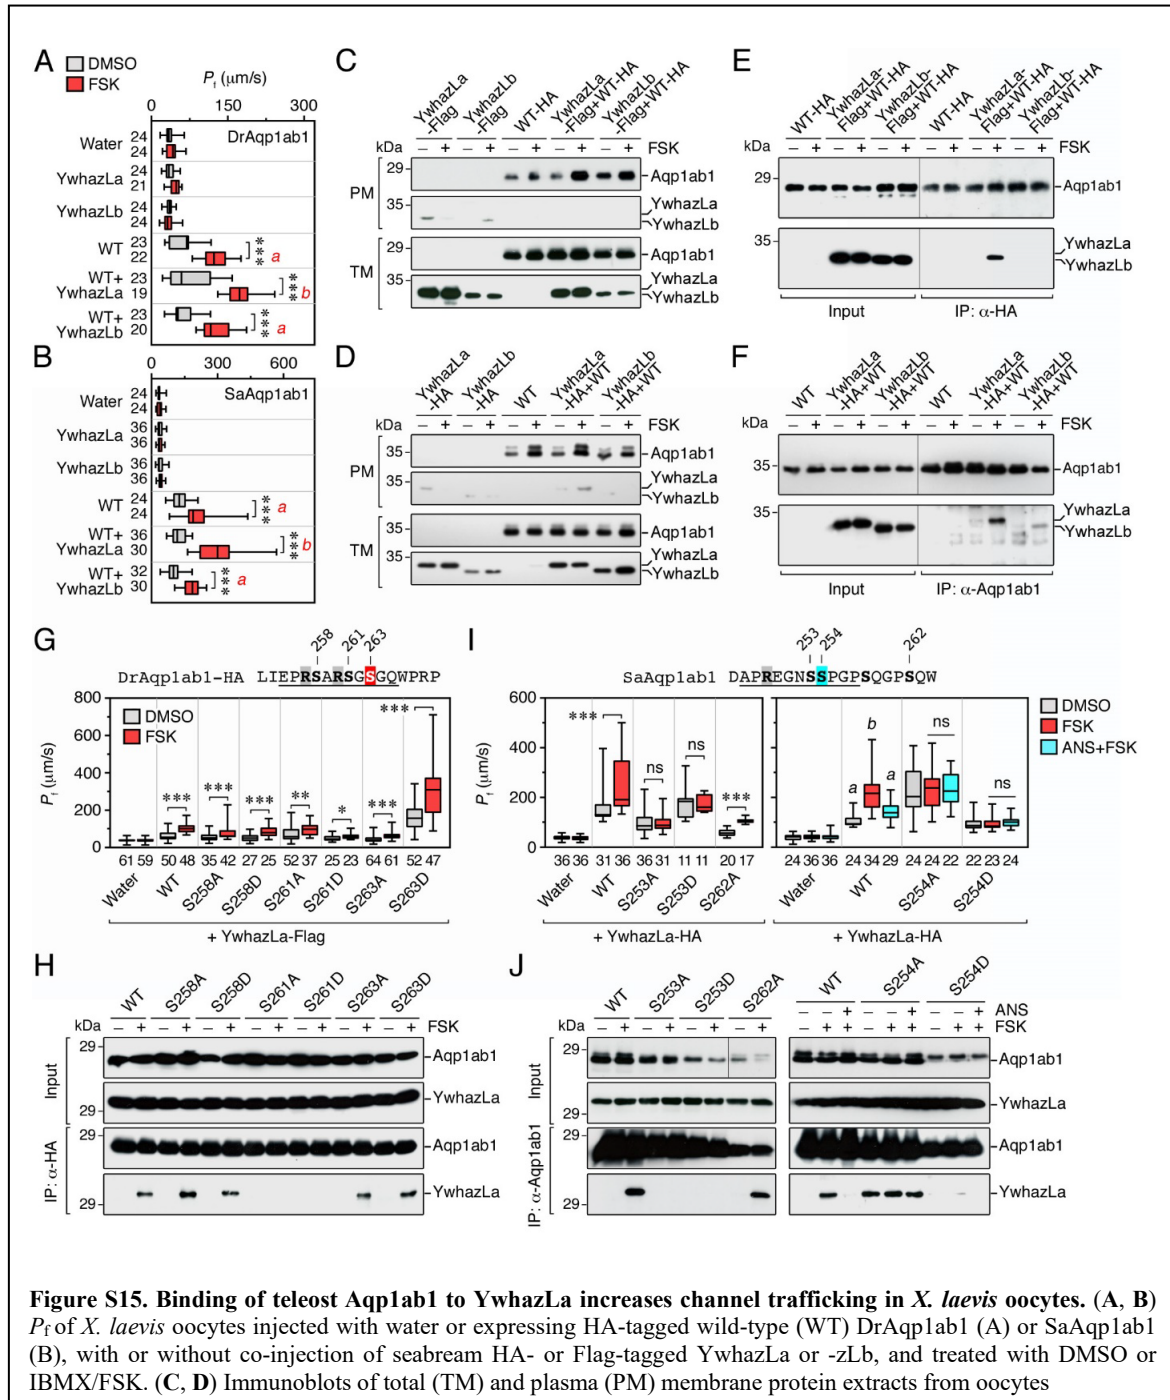 A
DMSO
FSK
Pf (μm/s)
0 150 300
DrAqp1ab1
Water 24
24
YwhazLa 24
21
YwhazLb 24
24
WT 23
22
*** a
WT+ 23
YwhazLa 19
*** b
WT+ 23
YwhazLb 20
*** a
B
0 300 600
SaAqp1ab1
Water 24
24
YwhazLa 36
36
YwhazLb 36
36
WT 24
24
*** a
WT+ 36
YwhazLa 30
*** b
WT+ 32
YwhazLb 30
*** a
C
YwhazLa-Flag YwhazLb-Flag WT-HA YwhazLa-Flag+WT-HA YwhazLb-Flag+WT-HA
kDa – + – + – + – + – + FSK
PM
29 Aqp1ab1
35 YwhazLa
YwhazLb
TM
29 Aqp1ab1
35 YwhazLa
YwhazLb
D
YwhazLa-HA YwhazLb-HA WT YwhazLa-HA+WT YwhazLb-HA+WT
kDa – + – + – + – + – + FSK
PM
35 Aqp1ab1
35 YwhazLa
YwhazLb
TM
35 Aqp1ab1
35 YwhazLa
YwhazLb
E
WT-HA YwhazLa-Flag+WT-HA YwhazLb-Flag+WT-HA WT-HA YwhazLa-Flag+WT-HA YwhazLb-Flag+WT-HA
kDa – + – + – + – + – + – + FSK
29 Aqp1ab1
35 YwhazLa
YwhazLb
Input IP: α-HA
F
WT YwhazLa-HA+WT YwhazLb-HA+WT WT YwhazLa-HA+WT YwhazLb-HA+WT
kDa – + – + – + – + – + – + FSK
35 Aqp1ab1
35 YwhazLa
YwhazLb
Input IP: α-Aqp1ab1
G
258 261 263
DrAqp1ab1-HA LIEPRSARSGSGQWPRP
DMSO
FSK
Pf (μm/s)
800
600
400
200
0
*** *** *** ** * *** ***
61 59 50 48 35 42 27 25 52 37 25 23 64 61 52 47
Water WT S258A S258D S261A S261D S263A S263D
+ YwhazLa-Flag
H
WT S258A S258D S261A S261D S263A S263D
kDa – + – + – + – + – + – + – + FSK
Input
29 Aqp1ab1
29 YwhazLa
IP: α-HA
29 Aqp1ab1
29 YwhazLa
I
253 254 262
SaAqp1ab1 DAPREGNSSPGPSQGPSQW
Pf (μm/s)
600
400
200
0
*** ns ns ***
36 36 31 36 36 31 11 11 20 17
Water WT S253A S253D S262A
+ YwhazLa-HA
a b a ns ns
24 36 36 24 34 29 24 24 22 22 23 24
Water WT S254A S254D
+ YwhazLa-HA
DMSO
FSK
ANS+FSK
J
WT S253A S253D S262A
kDa – + – + – + – +
WT S254A S254D
– – + – – + – – + ANS
– + + – + + – + + FSK
Input
29 Aqp1ab1
29 YwhazLa
IP: α-Aqp1ab1
29 Aqp1ab1
29 YwhazLa
Figure S15. Binding of teleost Aqp1ab1 to YwhazLa increases channel trafficking in X. laevis oocytes. (A, B)
Pf of X. laevis oocytes injected with water or expressing HA-tagged wild-type (WT) DrAqp1ab1 (A) or SaAqp1ab1
(B), with or without co-injection of seabream HA- or Flag-tagged YwhazLa or -zLb, and treated with DMSO or
IBMX/FSK. (C, D) Immunoblots of total (TM) and plasma (PM) membrane protein extracts from oocytes